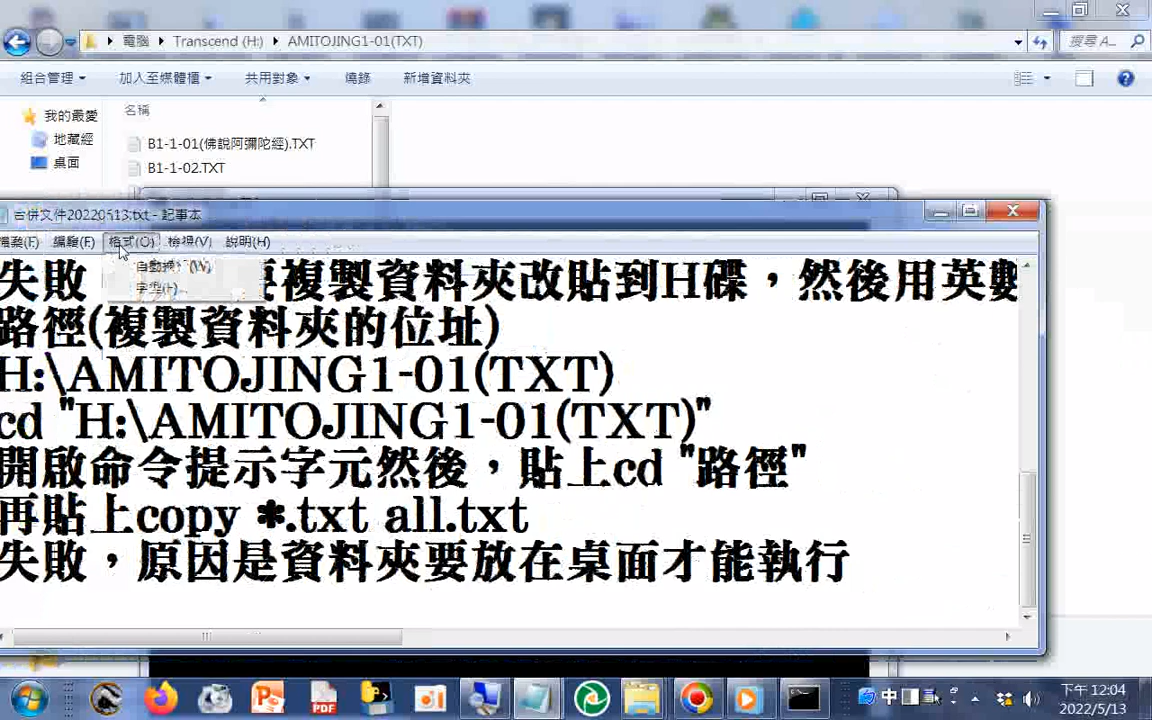 電腦 Transcend (H:) AMITOJING1-01(TXT)
搜尋 A...
組合管理 加入至媒體櫃 共用對象 燒錄 新增資料夾
我的最愛
地藏經
桌面
名稱
B1-1-01(佛說阿彌陀經).TXT
B1-1-02.TXT
合併文件20220513.txt - 記事本
檔案(F) 編輯(E) 格式(O) 檢視(V) 說明(H)
自動換 (W)
字型(F)...
失敗 要複製資料夾改貼到H碟，然後用英數
路徑(複製資料夾的位址)
H:\AMITOJING1-01(TXT)
cd "H:\AMITOJING1-01(TXT)"
開啟命令提示字元然後，貼上cd "路徑"
再貼上copy *.txt all.txt
失敗，原因是資料夾要放在桌面才能執行
中
下午 12:04
2022/5/13